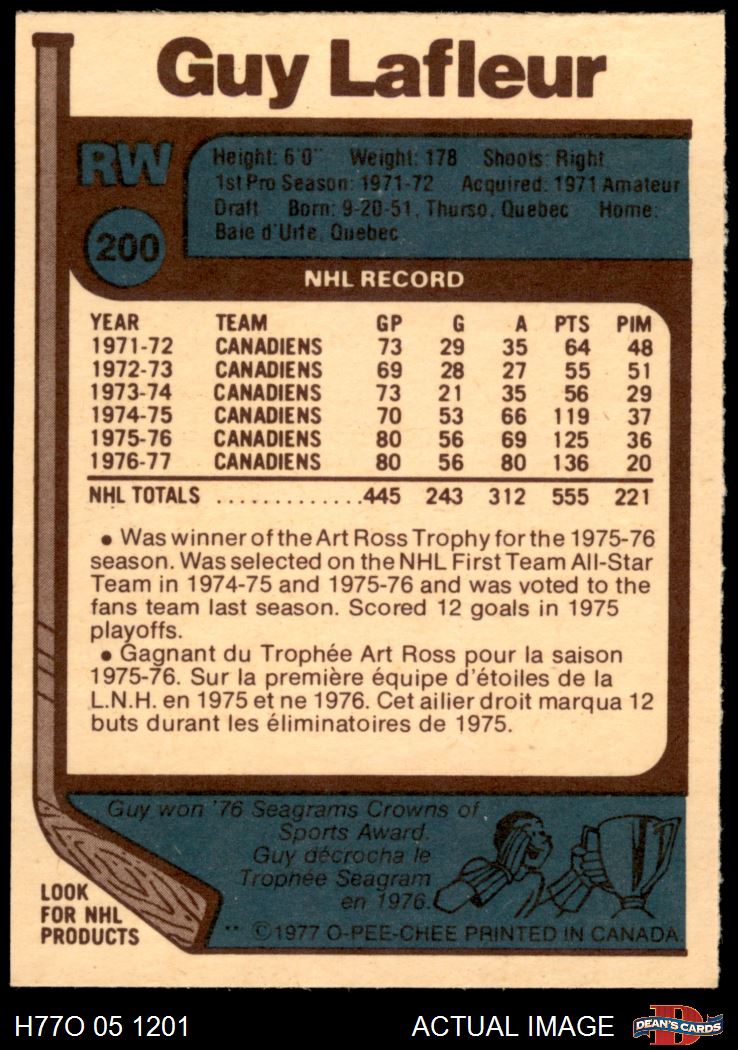 Guy Lafleur
RW
Height: 6'0" Weight: 178 Shoots: Right
1st Pro Season: 1971-72 Acquired: 1971 Amateur
Draft Born: 9-20-51, Thurso, Quebec Home:
Baie d'Urfe, Quebec
200
NHL RECORD
YEAR TEAM GP G A PTS PIM
1971-72 CANADIENS 73 29 35 64 48
1972-73 CANADIENS 69 28 27 55 51
1973-74 CANADIENS 73 21 35 56 29
1974-75 CANADIENS 70 53 66 119 37
1975-76 CANADIENS 80 56 69 125 36
1976-77 CANADIENS 80 56 80 136 20
NHL TOTALS .............445 243 312 555 221
• Was winner of the Art Ross Trophy for the 1975-76
season. Was selected on the NHL First Team All-Star
Team in 1974-75 and 1975-76 and was voted to the
fans team last season. Scored 12 goals in 1975
playoffs.
• Gagnant du Trophée Art Ross pour la saison
1975-76. Sur la première équipe d'étoiles de la
L.N.H. en 1975 et ne 1976. Cet ailier droit marqua 12
buts durant les éliminatoires de 1975.
Guy won '76 Seagrams Crowns of
Sports Award.
Guy décrocha le
Trophée Seagram
en 1976.
LOOK
FOR NHL
PRODUCTS
** ©1977 O-PEE-CHEE PRINTED IN CANADA
H77O 05 1201 ACTUAL IMAGE DEAN'S CARDS